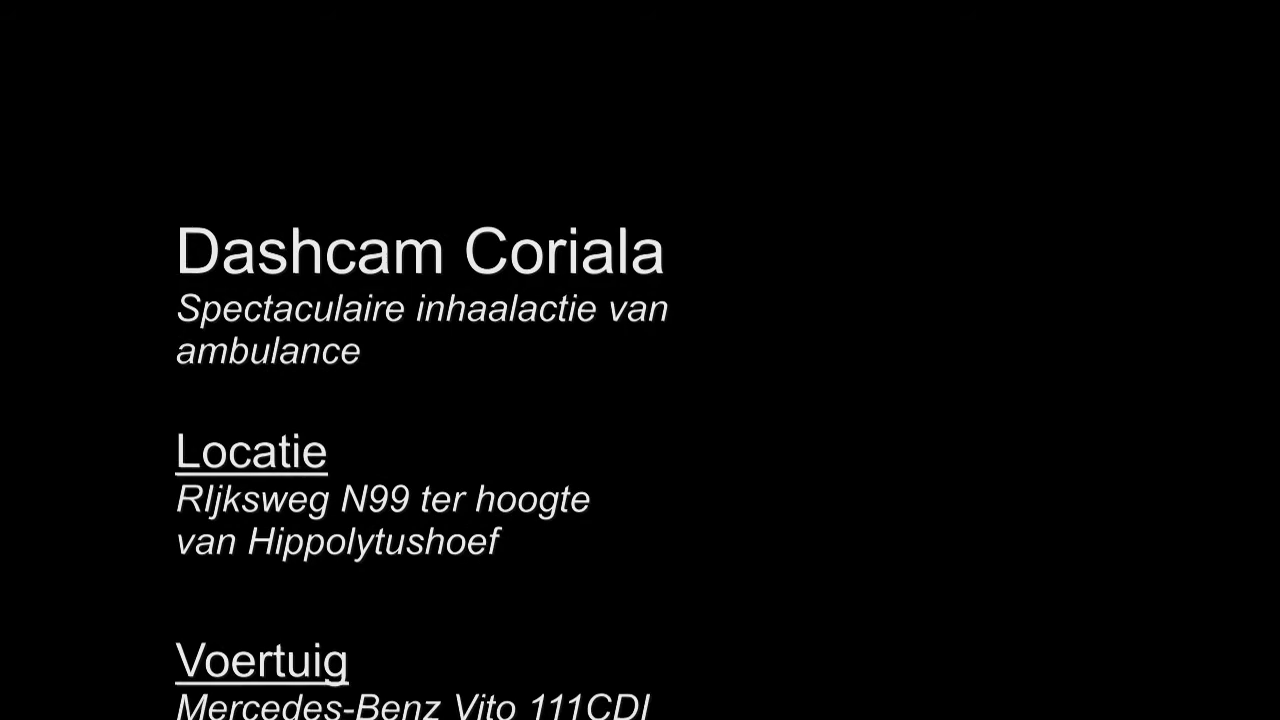 Dashcam Coriala
Spectaculaire inhaalactie van
ambulance
Locatie
RIjksweg N99 ter hoogte
van Hippolytushoef
Voertuig
Mercedes-Benz Vito 111CDI